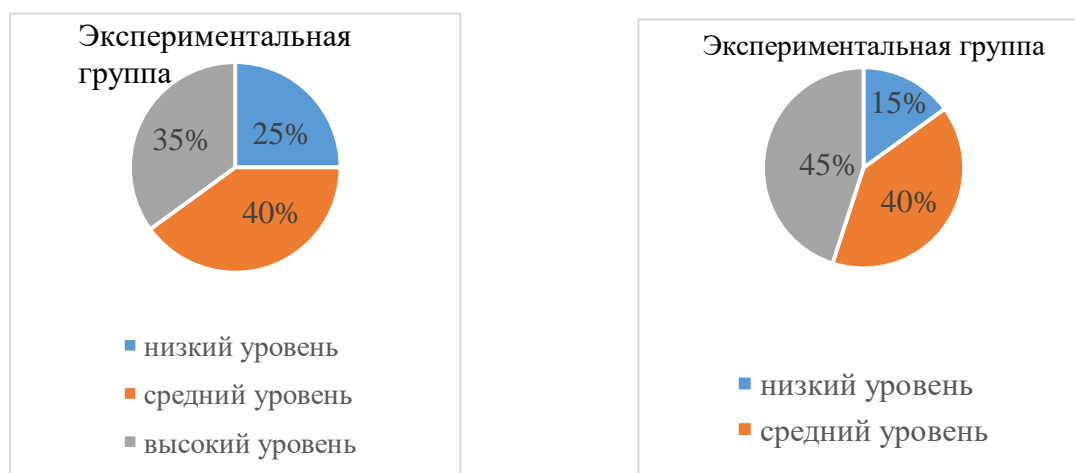 Экспериментальная
группа
35%
25%
40%
низкий уровень
средний уровень
высокий уровень
Экспериментальная группа
15%
45%
40%
низкий уровень
средний уровень